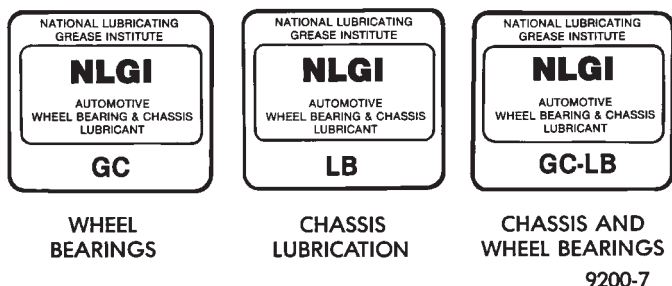 NATIONAL LUBRICATING
GREASE INSTITUTE
NLGI
AUTOMOTIVE
WHEEL BEARING & CHASSIS
LUBRICANT
GC
WHEEL
BEARINGS
NATIONAL LUBRICATING
GREASE INSTITUTE
NLGI
AUTOMOTIVE
WHEEL BEARING & CHASSIS
LUBRICANT
LB
CHASSIS
LUBRICATION
NATIONAL LUBRICATING
GREASE INSTITUTE
NLGI
AUTOMOTIVE
WHEEL BEARING & CHASSIS
LUBRICANT
GC-LB
CHASSIS AND
WHEEL BEARINGS
9200-7